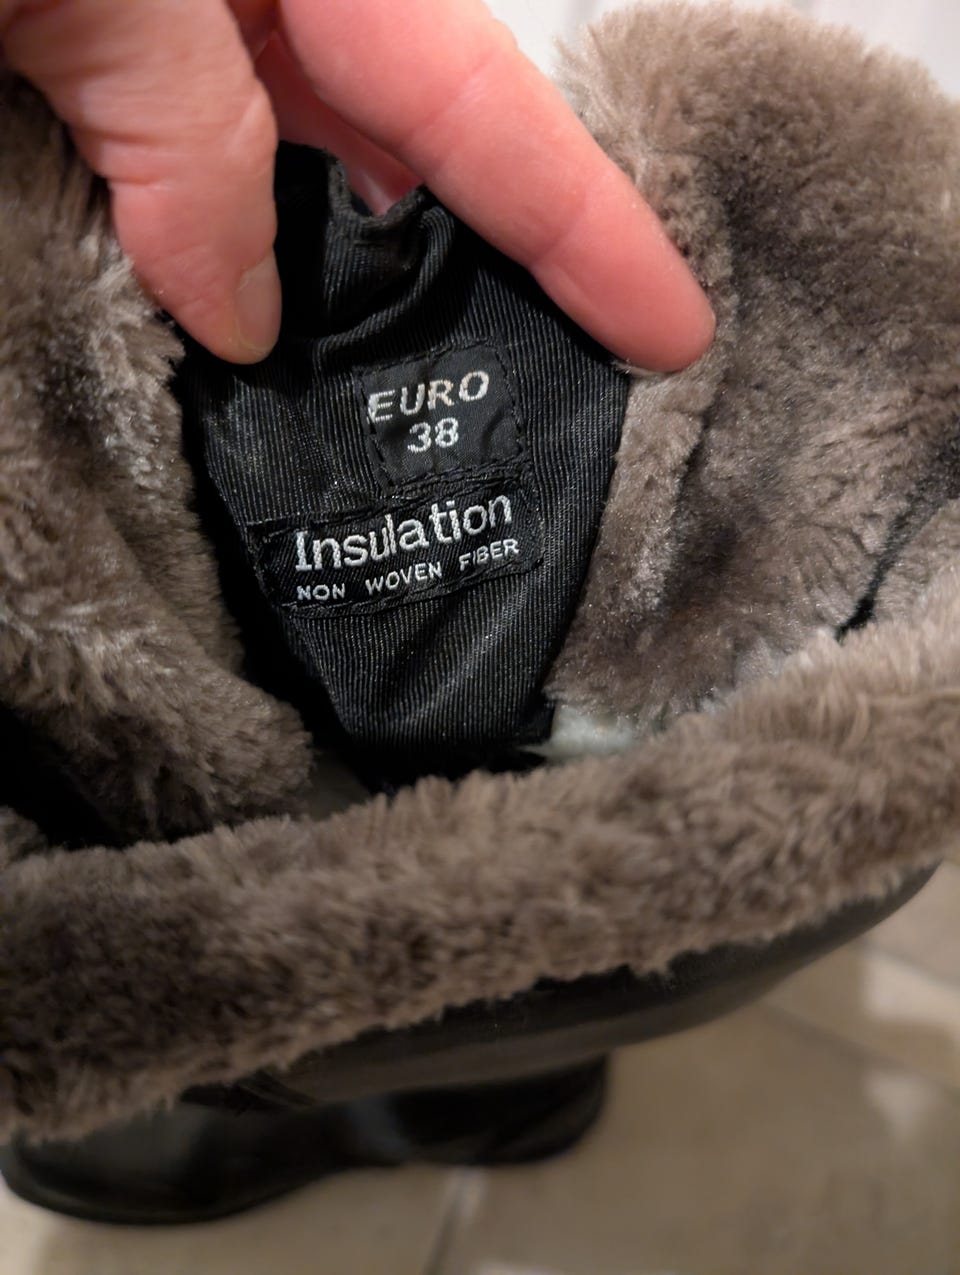 EURO
38
Insulation
NON WOVEN FIBER